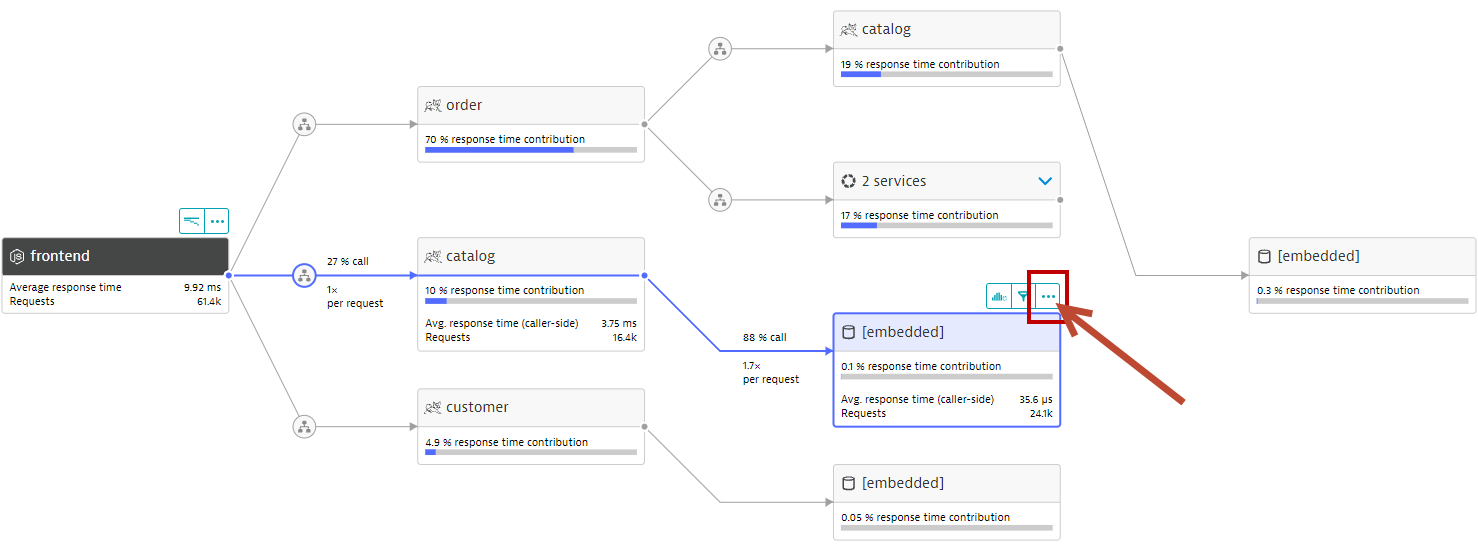 frontend
Average response time 9.92 ms
Requests 61.4k
order
70 % response time contribution
27 % call
1×
per request
catalog
10 % response time contribution
Avg. response time (caller-side) 3.75 ms
Requests 16.4k
customer
4.9 % response time contribution
catalog
19 % response time contribution
2 services
17 % response time contribution
88 % call
1.7×
per request
[embedded]
0.1 % response time contribution
Avg. response time (caller-side) 35.6 µs
Requests 24.1k
[embedded]
0.05 % response time contribution
[embedded]
0.3 % response time contribution